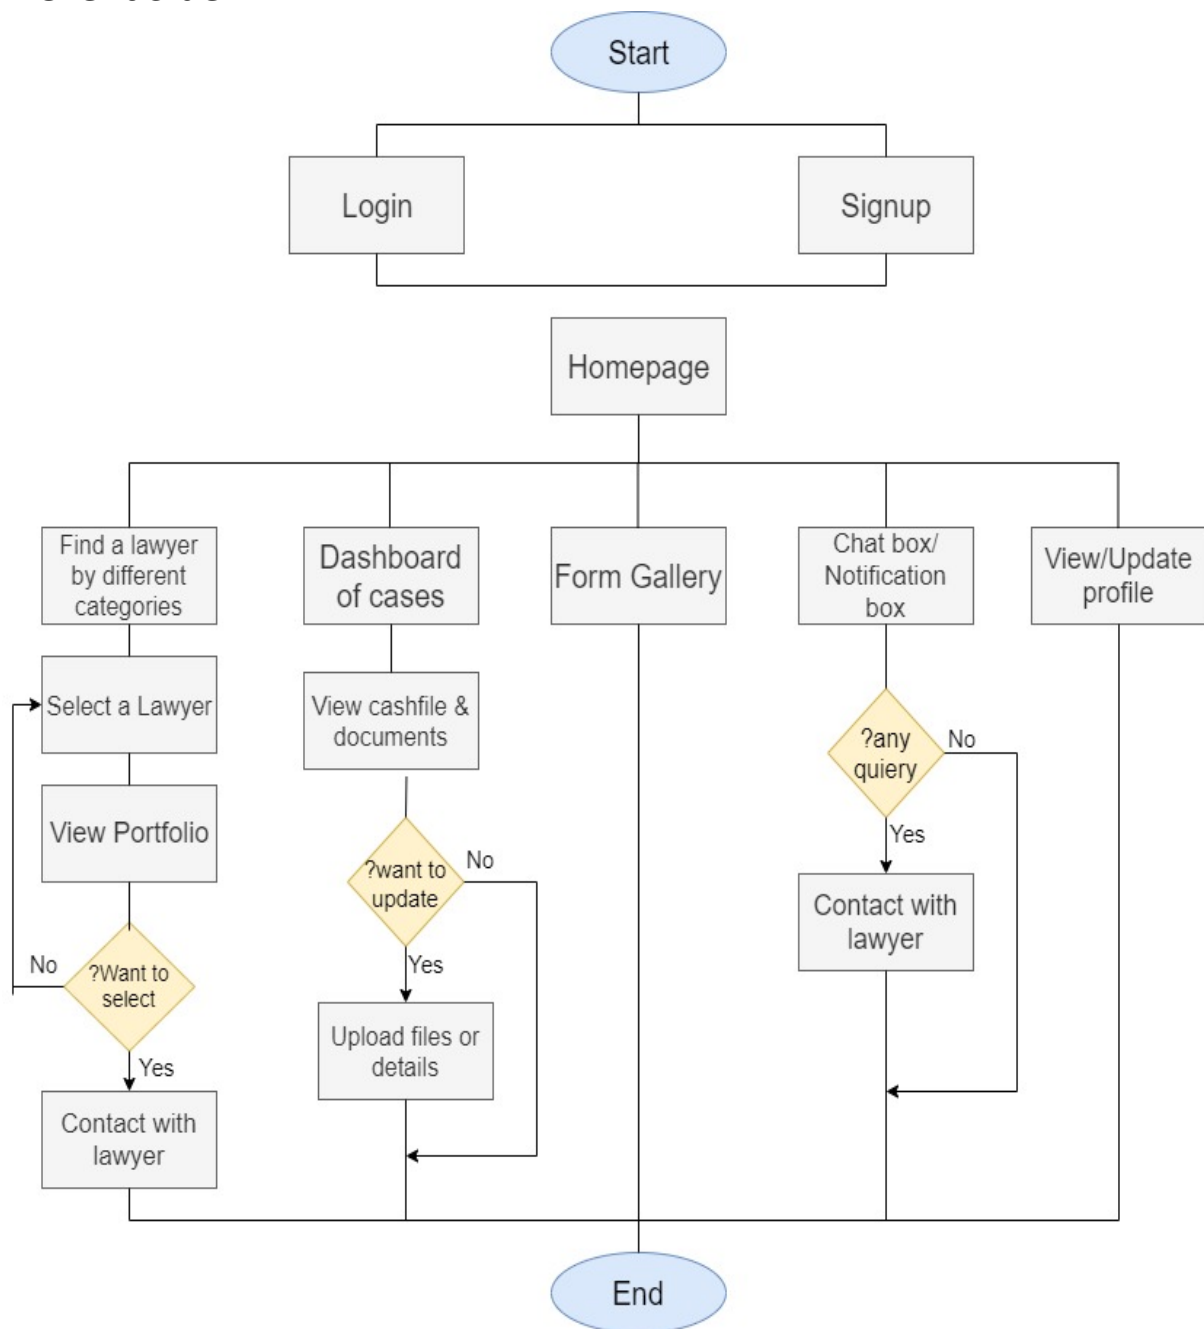 Start
Login
Signup
Homepage
Find a lawyer
by different
categories
Dashboard
of cases
Form Gallery
Chat box/
Notification
box
View/Update
profile
Select a Lawyer
View cashfile &
documents
?any
quiery
No
Yes
View Portfolio
?want to
update
No
Yes
Contact with
lawyer
?Want to
select
No
Yes
Upload files or
details
Contact with
lawyer
End